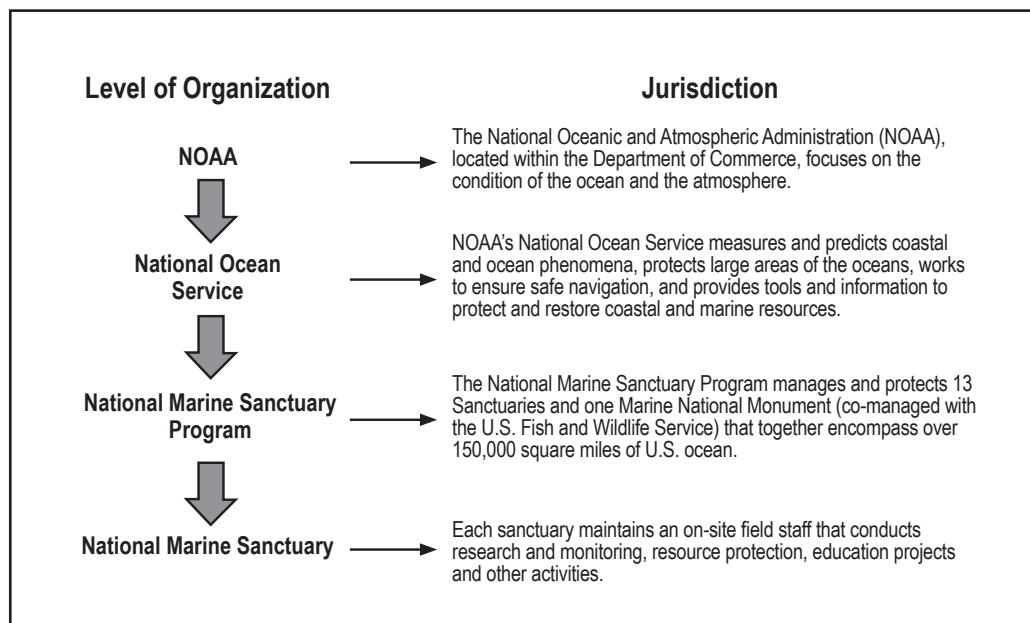 Level of Organization
Jurisdiction
NOAA
The National Oceanic and Atmospheric Administration (NOAA),
located within the Department of Commerce, focuses on the
condition of the ocean and the atmosphere.
National Ocean
Service
NOAA’s National Ocean Service measures and predicts coastal
and ocean phenomena, protects large areas of the oceans, works
to ensure safe navigation, and provides tools and information to
protect and restore coastal and marine resources.
National Marine Sanctuary
Program
The National Marine Sanctuary Program manages and protects 13
Sanctuaries and one Marine National Monument (co-managed with
the U.S. Fish and Wildlife Service) that together encompass over
150,000 square miles of U.S. ocean.
National Marine Sanctuary
Each sanctuary maintains an on-site field staff that conducts
research and monitoring, resource protection, education projects
and other activities.